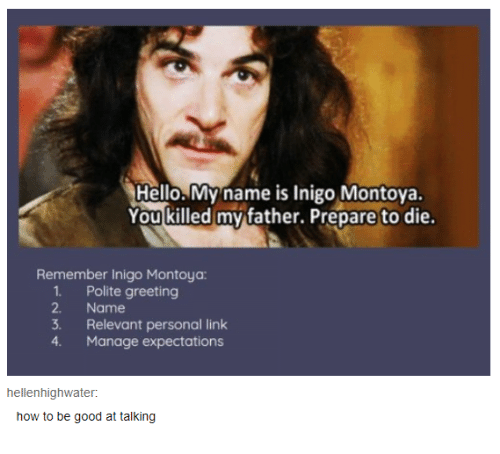 Hello. My name is Inigo Montoya.
You killed my father. Prepare to die.
Remember Inigo Montoya:
1. Polite greeting
2. Name
3. Relevant personal link
4. Manage expectations
hellenhighwater:
how to be good at talking